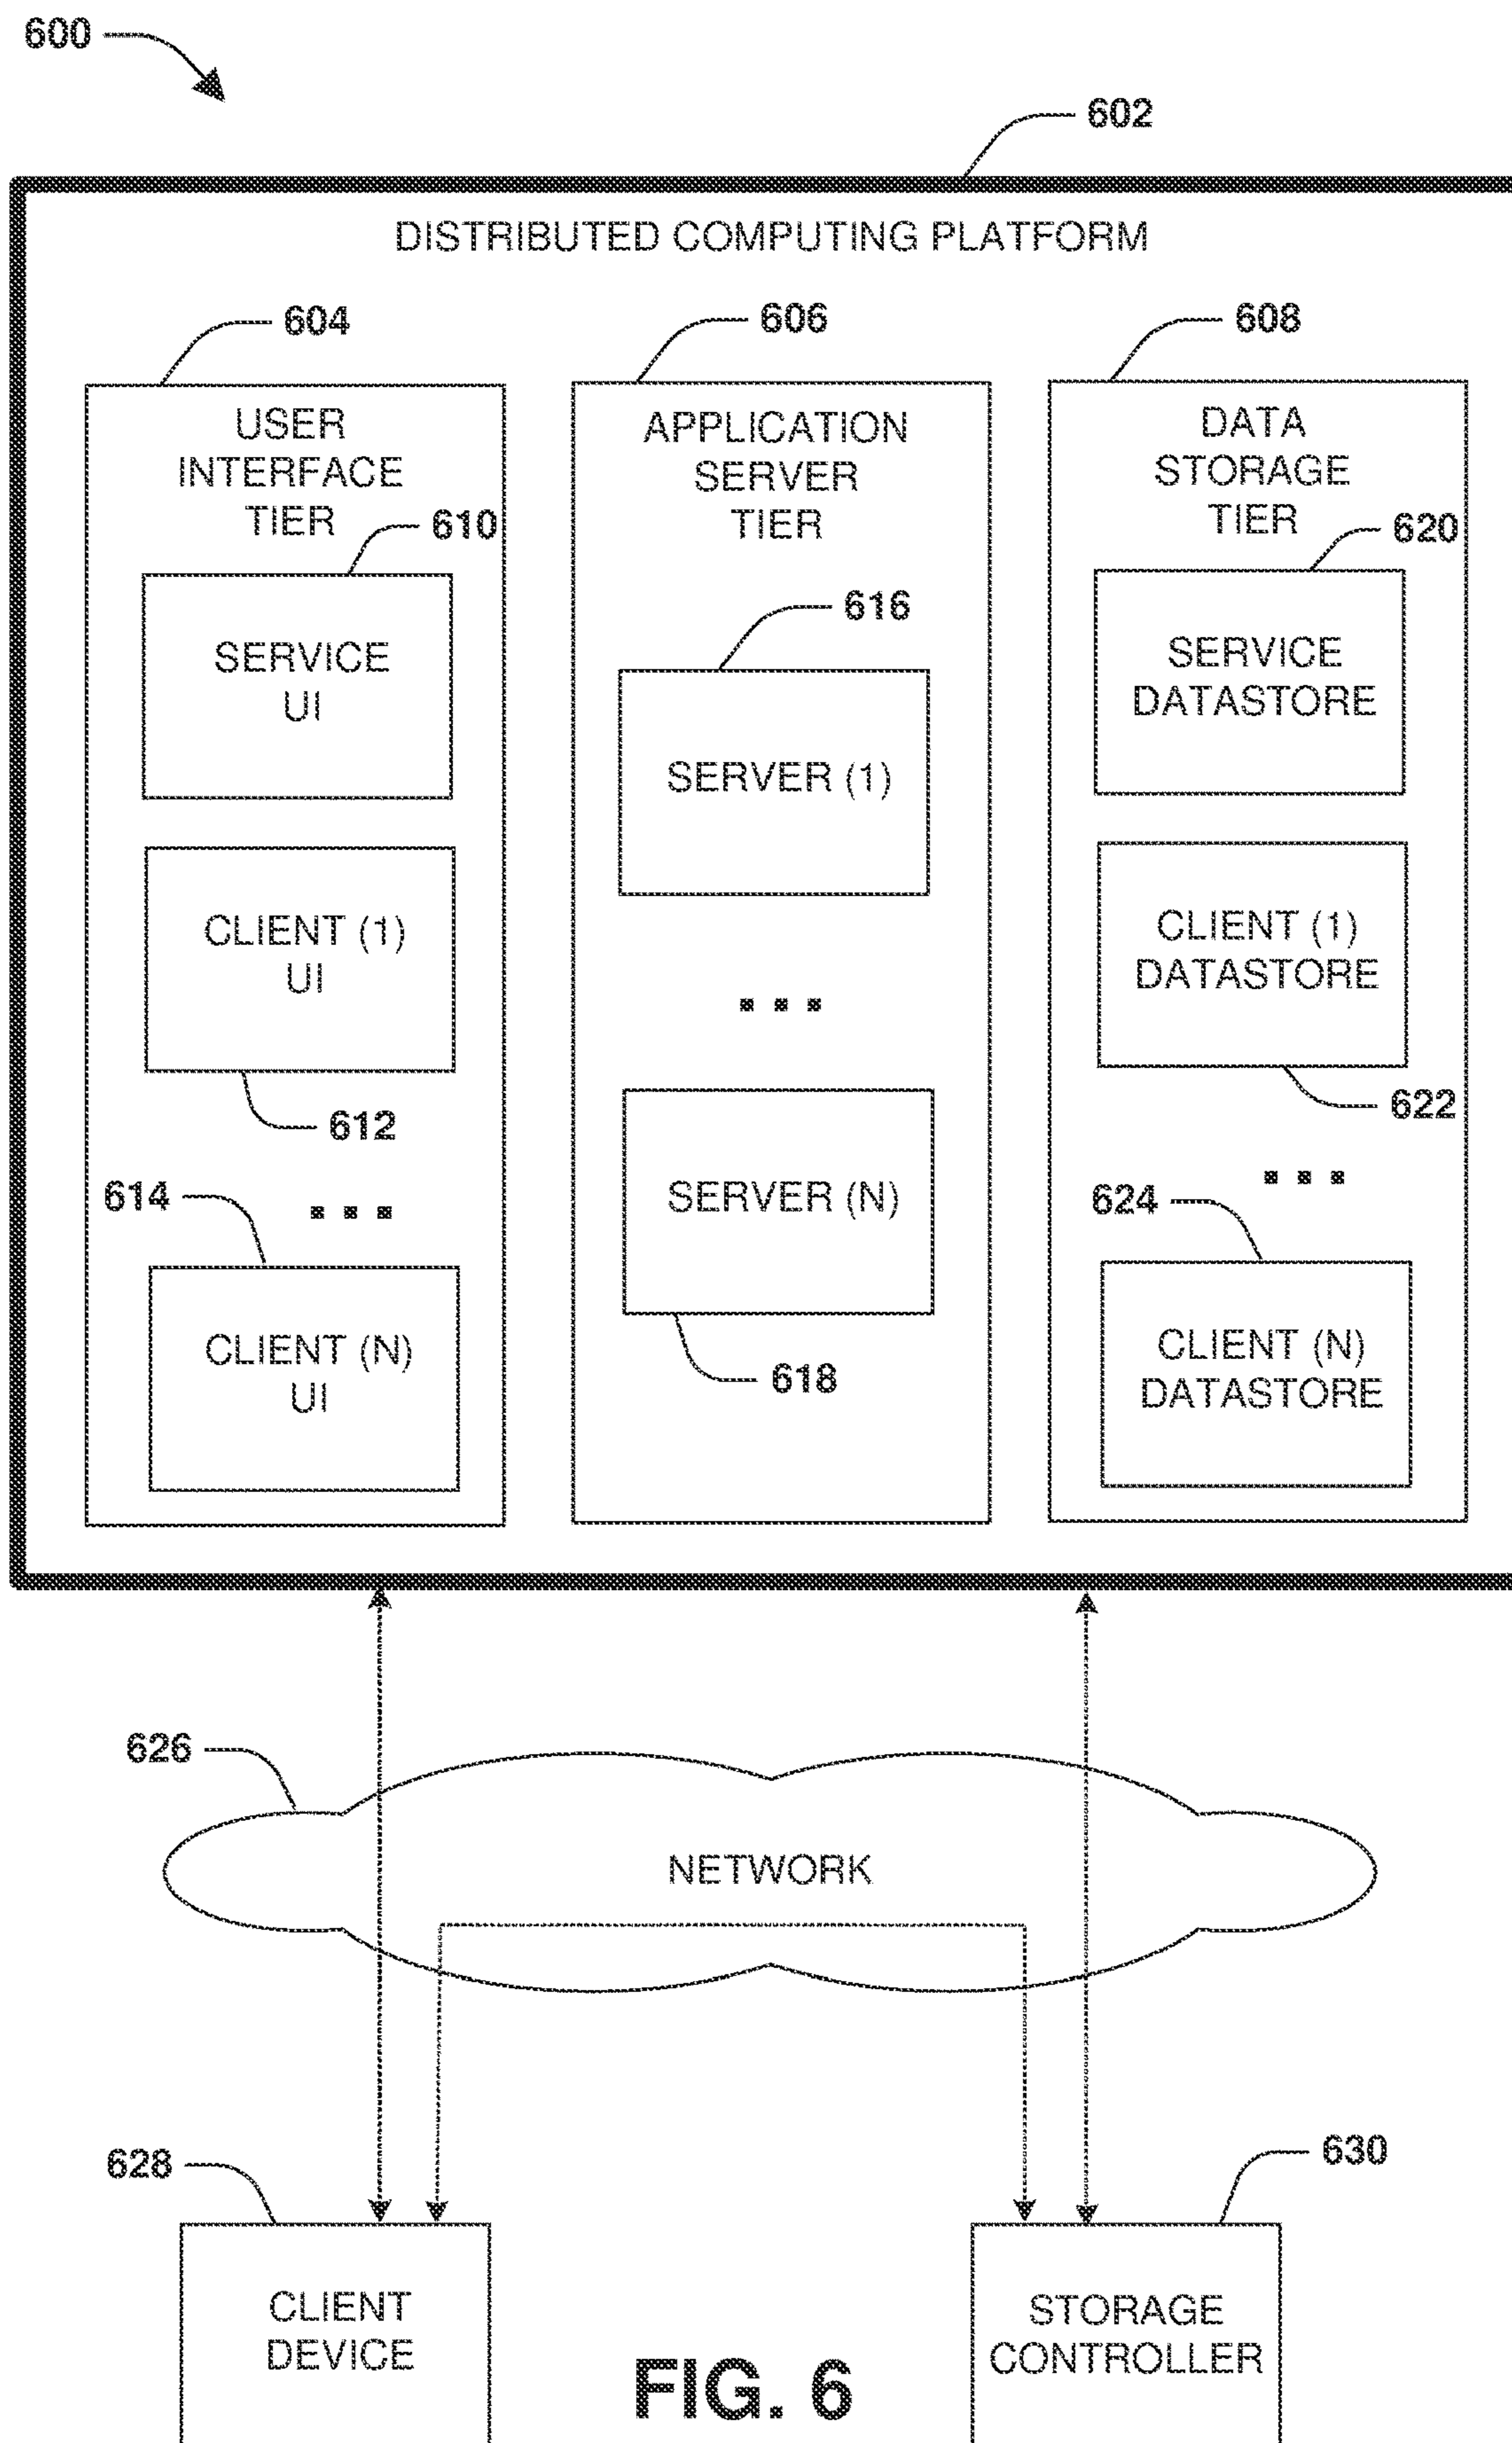 600
602
DISTRIBUTED COMPUTING PLATFORM
604
606
608
USER
INTERFACE
TIER
610
SERVICE
UI
CLIENT (1)
UI
612
614
CLIENT (N)
UI
APPLICATION
SERVER
TIER
616
SERVER (1)
SERVER (N)
618
DATA
STORAGE
TIER
620
SERVICE
DATASTORE
CLIENT (1)
DATASTORE
622
624
CLIENT (N)
DATASTORE
626
NETWORK
628
630
CLIENT
DEVICE
STORAGE
CONTROLLER
FIG. 6